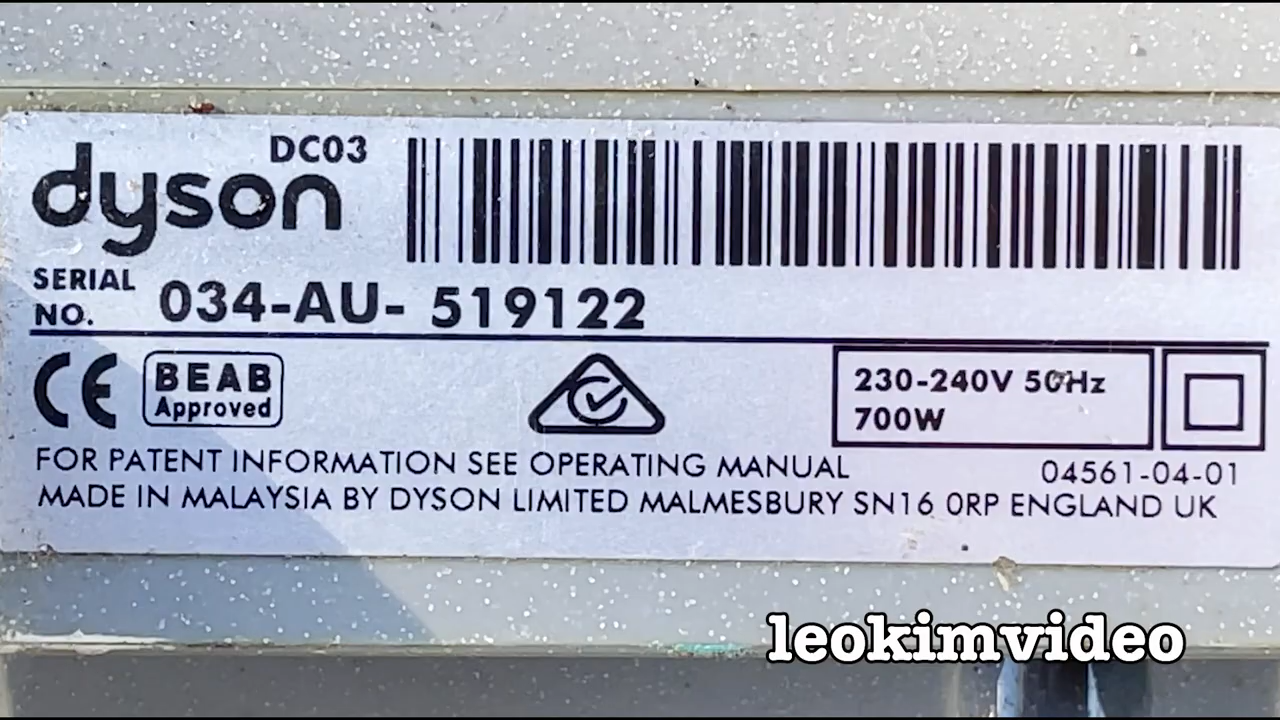 dyson DC03
SERIAL NO. 034-AU- 519122
CE
BEAB
Approved
230-240V 50Hz
700W
FOR PATENT INFORMATION SEE OPERATING MANUAL 04561-04-01
MADE IN MALAYSIA BY DYSON LIMITED MALMESBURY SN16 0RP ENGLAND UK
leokimvideo